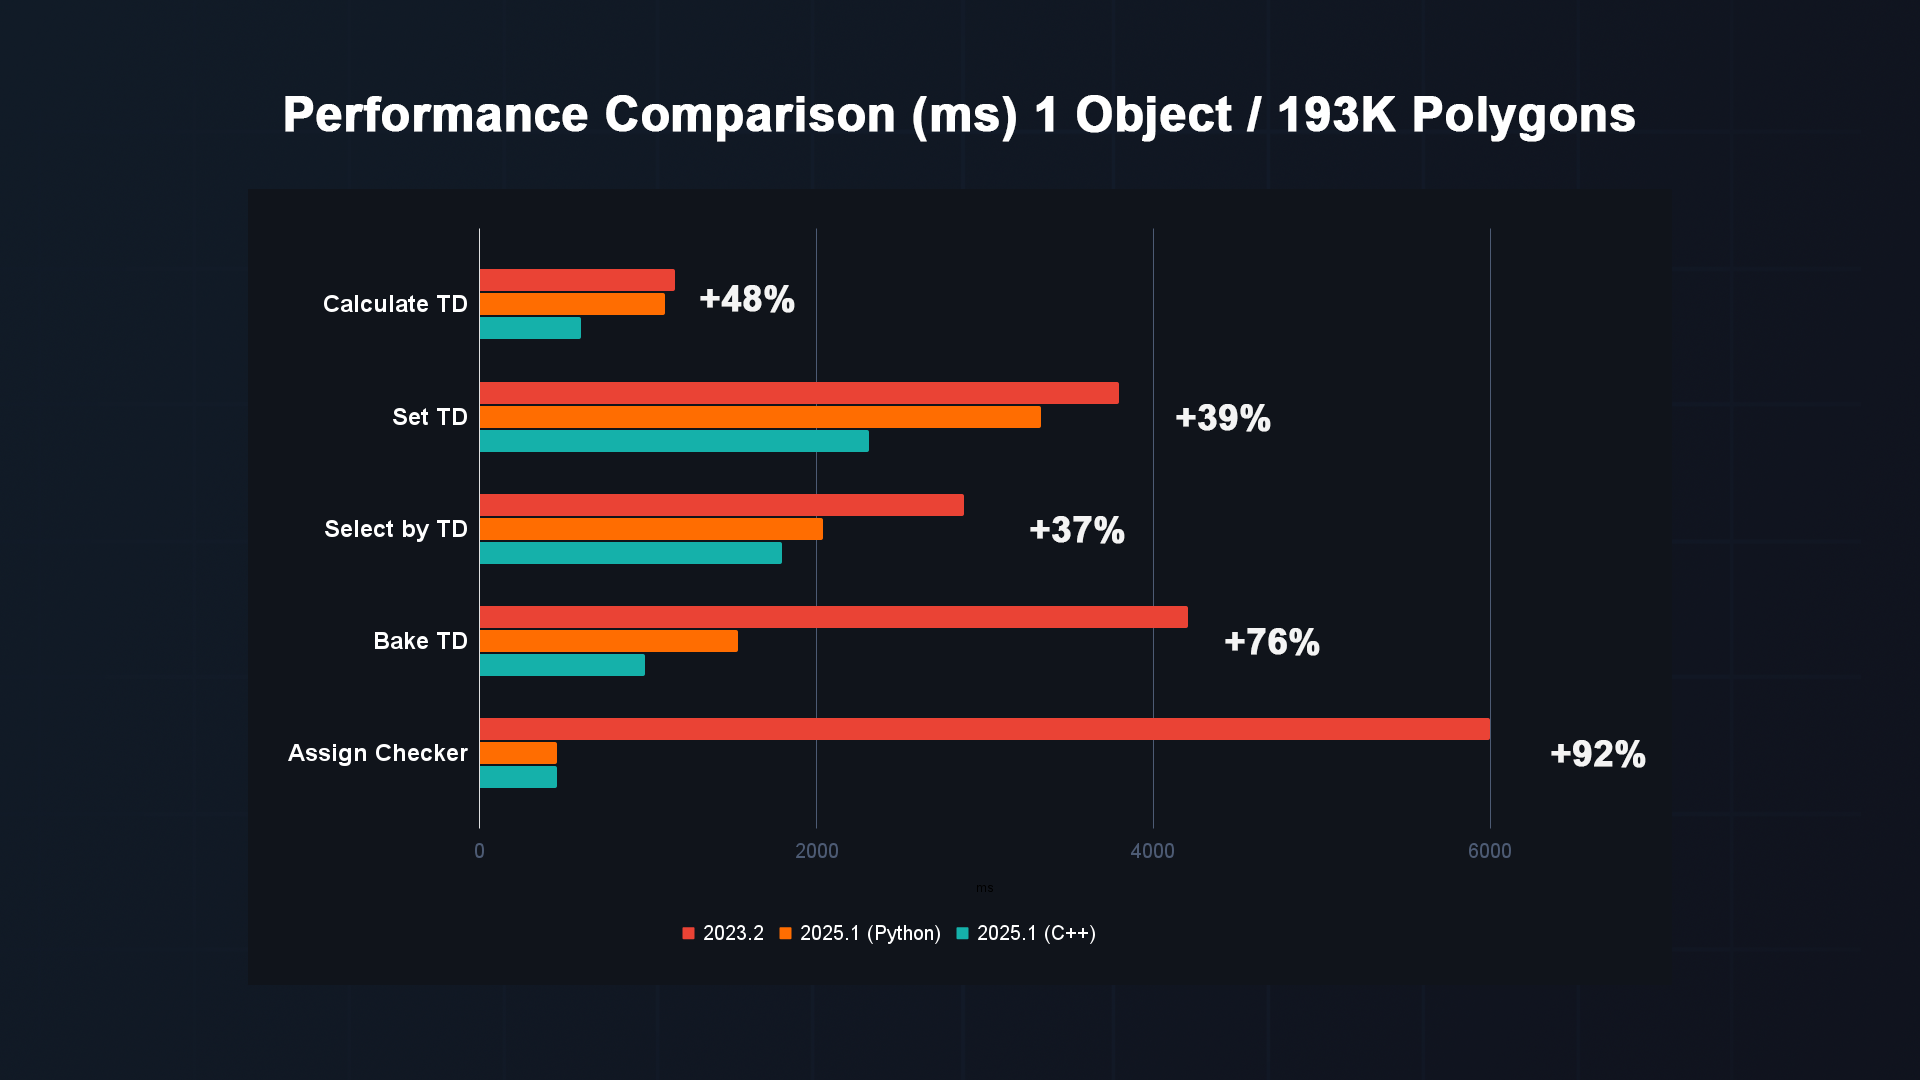 Performance Comparison (ms) 1 Object / 193K Polygons
Calculate TD
+48%
Set TD
+39%
Select by TD
+37%
Bake TD
+76%
Assign Checker
+92%
0 2000 4000 6000
ms
2023.2 2025.1 (Python) 2025.1 (C++)